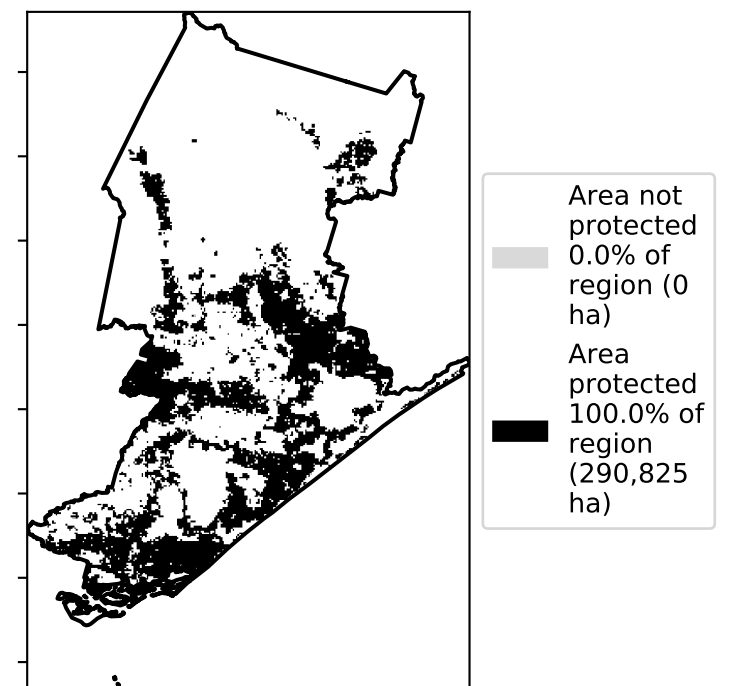 Area not
protected
0.0% of
region (0
ha)
Area
protected
100.0% of
region
(290,825
ha)